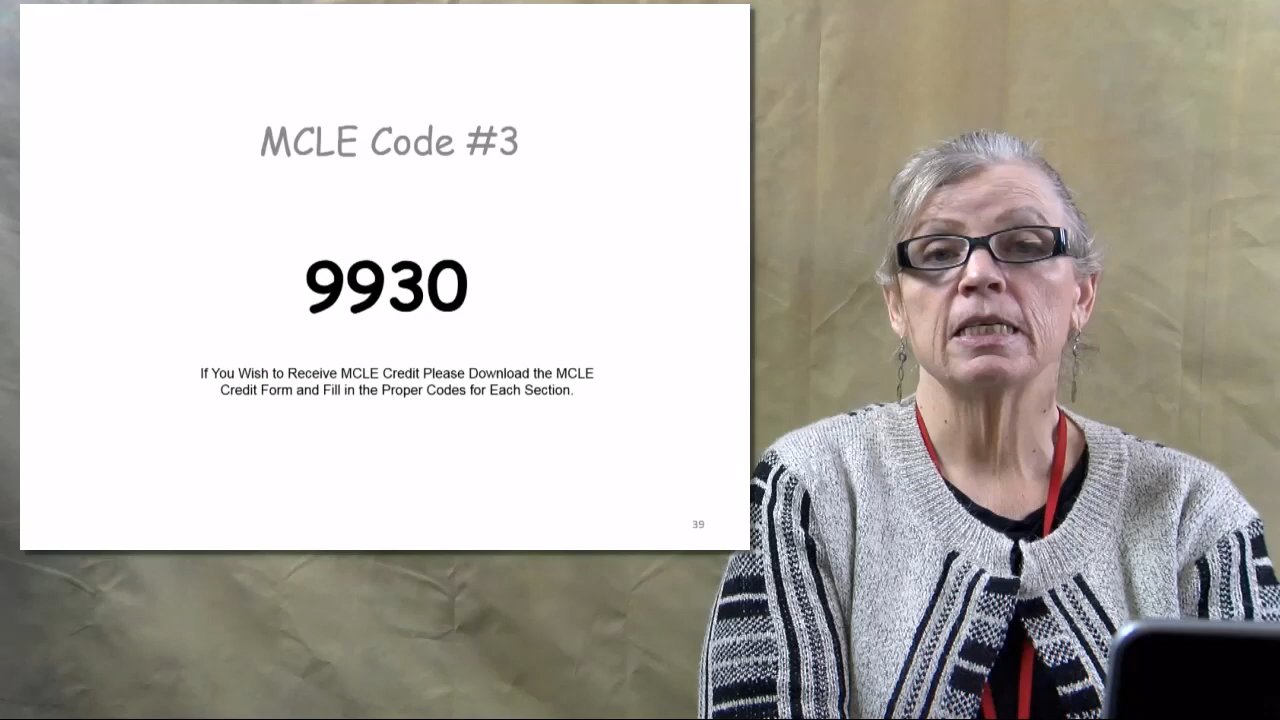 MCLE Code #3
9930
If You Wish to Receive MCLE Credit Please Download the MCLE
Credit Form and Fill in the Proper Codes for Each Section.
39